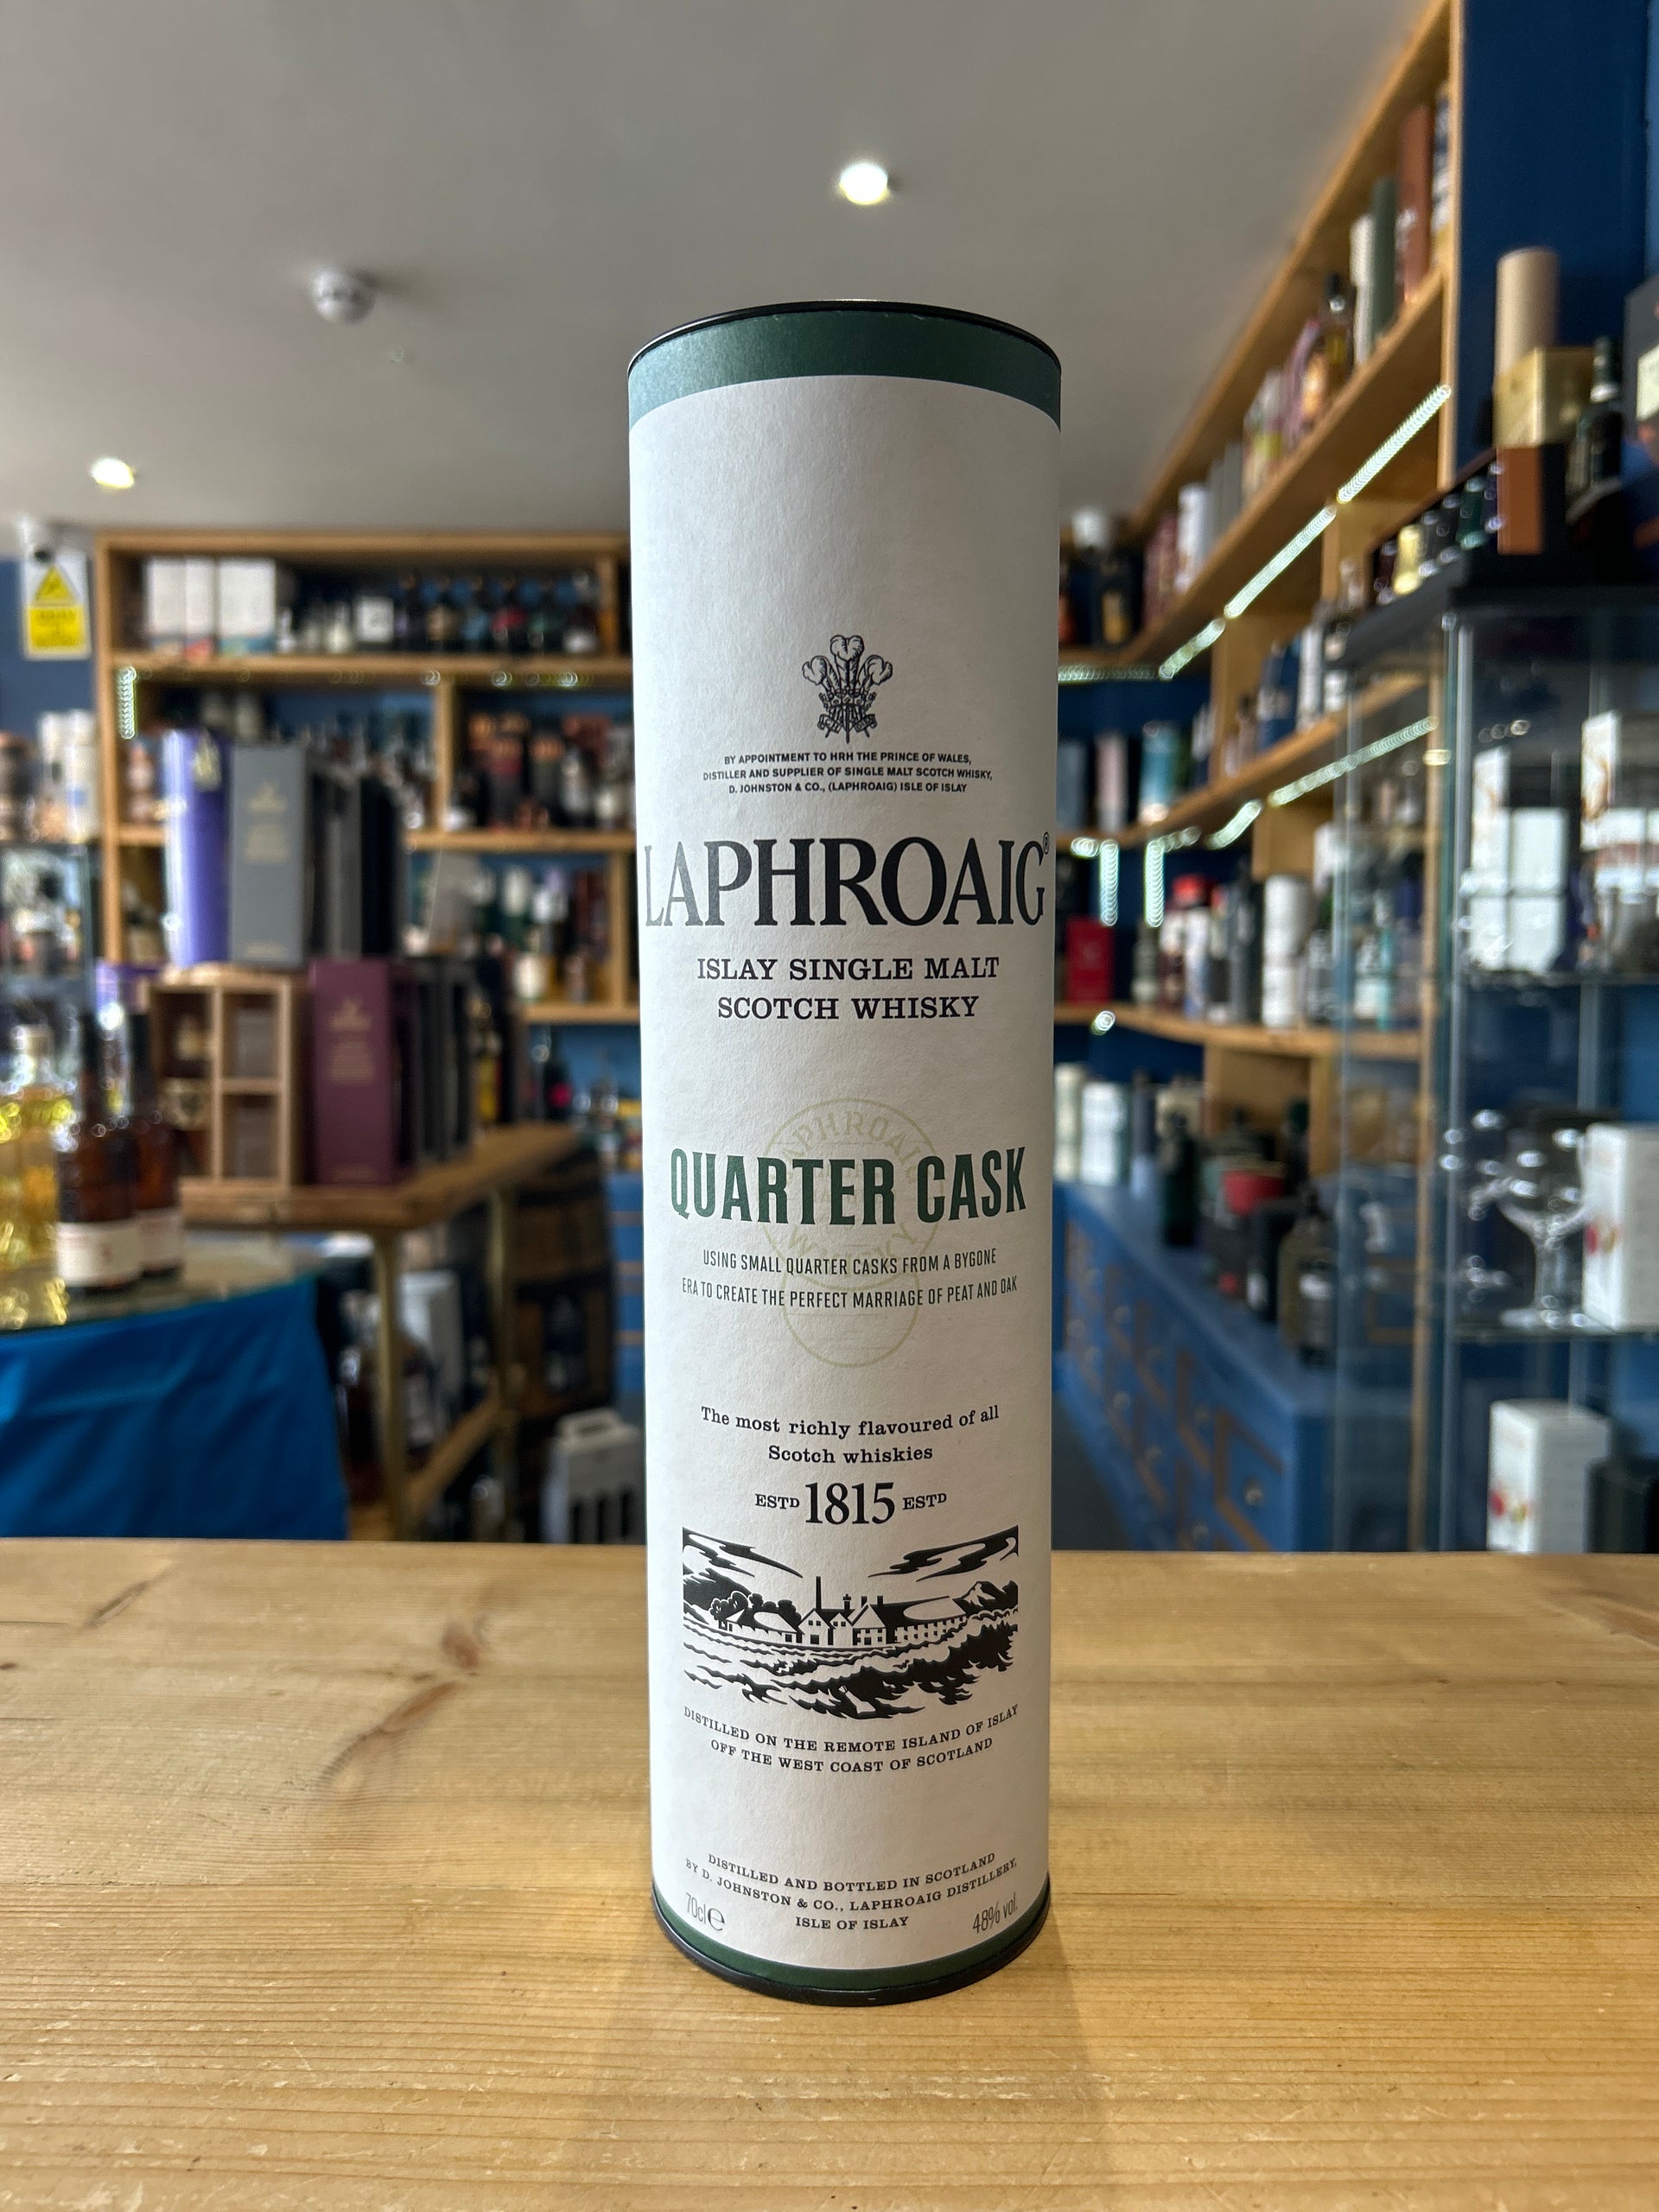 BY APPOINTMENT TO HRH THE PRINCE OF WALES,
DISTILLER AND SUPPLIER OF SINGLE MALT SCOTCH WHISKY,
D. JOHNSTON & CO., (LAPHROAIG) ISLE OF ISLAY
LAPHROAIG®
ISLAY SINGLE MALT
SCOTCH WHISKY
LAPHROAIG
QUARTER CASK
WHISKY
USING SMALL QUARTER CASKS FROM A BYGONE
ERA TO CREATE THE PERFECT MARRIAGE OF PEAT AND OAK
The most richly flavoured of all
Scotch whiskies
ESTD 1815 ESTD
DISTILLED ON THE REMOTE ISLAND OF ISLAY
OFF THE WEST COAST OF SCOTLAND
DISTILLED AND BOTTLED IN SCOTLAND
BY D. JOHNSTON & CO., LAPHROAIG DISTILLERY,
ISLE OF ISLAY
70cl ℮
48% vol.